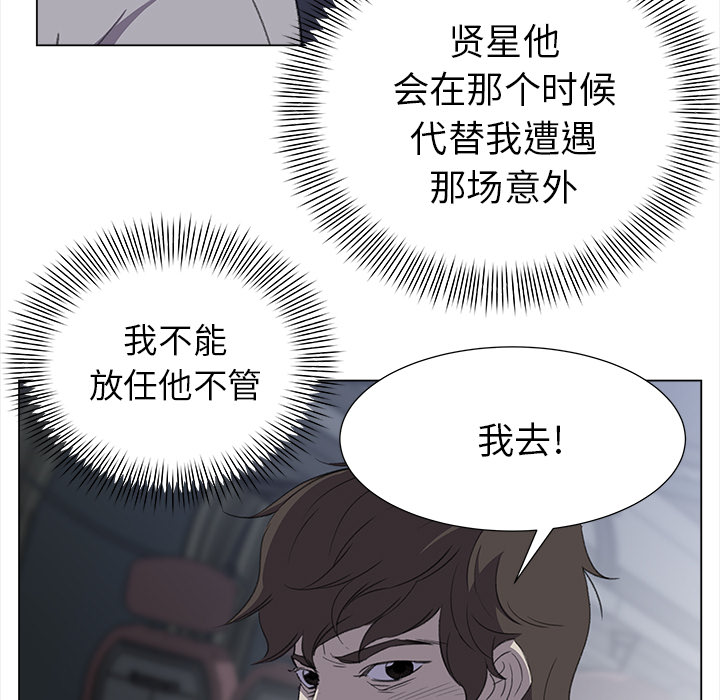 贤星他
会在那个时候
代替我遭遇
那场意外
我不能
放任他不管
我去!